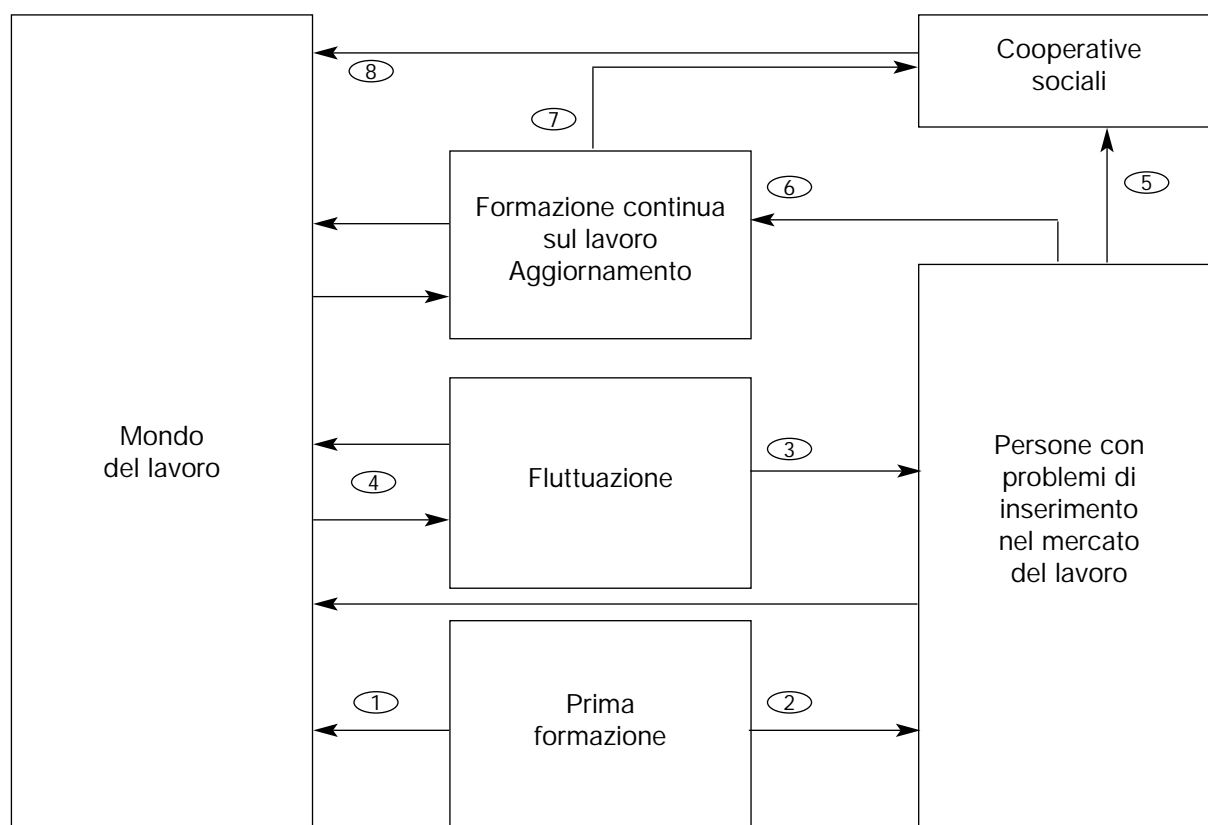 Cooperative
sociali
8
7
5
6
Formazione continua
sul lavoro
Aggiornamento
Mondo
del lavoro
4
Fluttuazione
3
Persone con
problemi di
inserimento
nel mercato
del lavoro
1
Prima
formazione
2